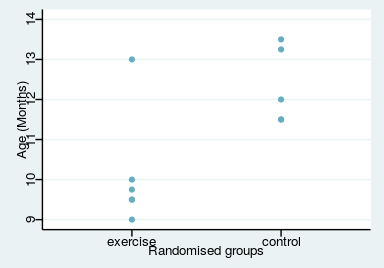 14
13
12
11
10
9
Age (Months)
exercise control
Randomised groups